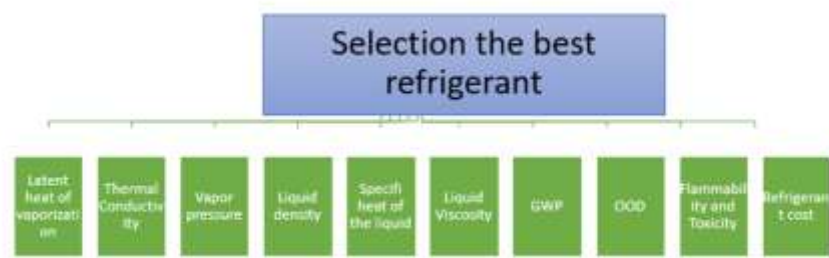 Selection the best
refrigerant
Latent
heat of
vaporizati
on
Thermal
Conductiv
ity
Vapor
pressure
Liquid
density
Specifi
heat of
the liquid
Liquid
Viscosity
GWP
OOD
Flammabil
ity and
Toxicity
Refrigeran
t cost